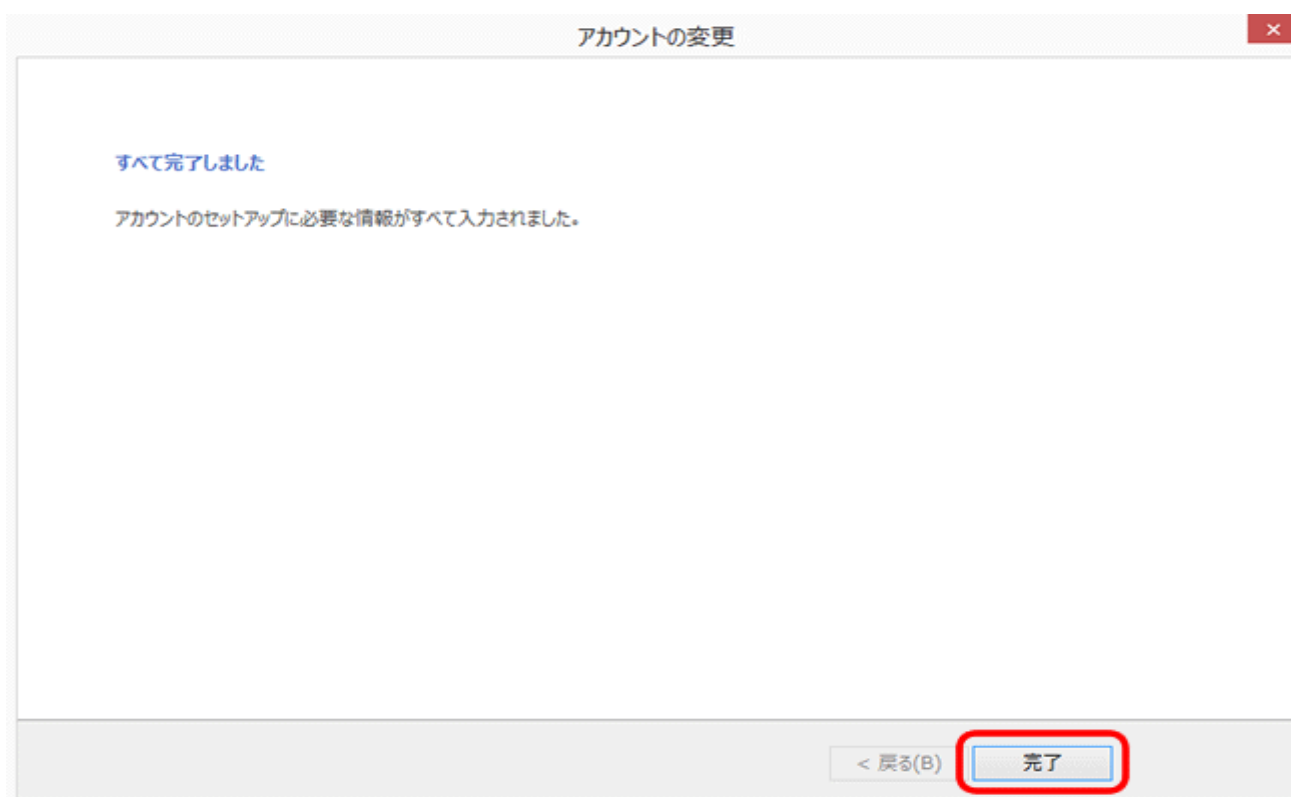 アカウントの変更
すべて完了しました
アカウントのセットアップに必要な情報がすべて入力されました。
< 戻る(B)
完了